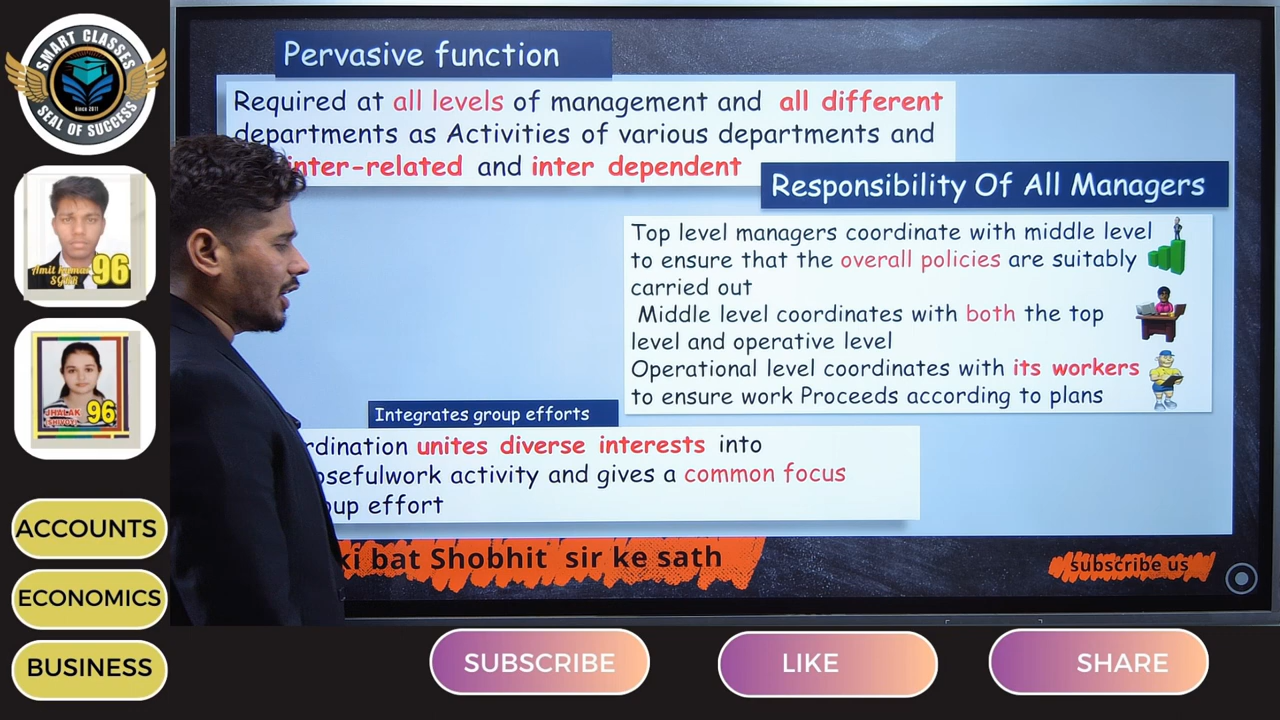 SMART CLASSES
Since 2011
SEAL OF SUCCESS
Amit kumar
96
JHALAK
96
ACCOUNTS
ECONOMICS
BUSINESS
Pervasive function
Required at all levels of management and all different
departments as Activities of various departments and
inter-related and inter dependent
Responsibility Of All Managers
Top level managers coordinate with middle level
to ensure that the overall policies are suitably
carried out
Middle level coordinates with both the top
level and operative level
Operational level coordinates with its workers
to ensure work Proceeds according to plans
Integrates group efforts
rdination unites diverse interests into
osefulwork activity and gives a common focus
oup effort
ki bat Shobhit sir ke sath
subscribe us
SUBSCRIBE
LIKE
SHARE